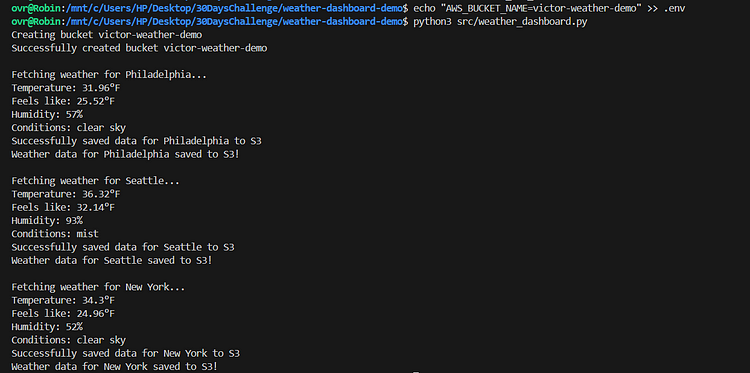 ovr@Robin:/mnt/c/Users/HP/Desktop/30DaysChallenge/weather-dashboard-demo$ echo "AWS_BUCKET_NAME=victor-weather-demo" >> .env
ovr@Robin:/mnt/c/Users/HP/Desktop/30DaysChallenge/weather-dashboard-demo$ python3 src/weather_dashboard.py
Creating bucket victor-weather-demo
Successfully created bucket victor-weather-demo

Fetching weather for Philadelphia...
Temperature: 31.96°F
Feels like: 25.52°F
Humidity: 57%
Conditions: clear sky
Successfully saved data for Philadelphia to S3
Weather data for Philadelphia saved to S3!

Fetching weather for Seattle...
Temperature: 36.32°F
Feels like: 32.14°F
Humidity: 93%
Conditions: mist
Successfully saved data for Seattle to S3
Weather data for Seattle saved to S3!

Fetching weather for New York...
Temperature: 34.3°F
Feels like: 24.96°F
Humidity: 52%
Conditions: clear sky
Successfully saved data for New York to S3
Weather data for New York saved to S3!